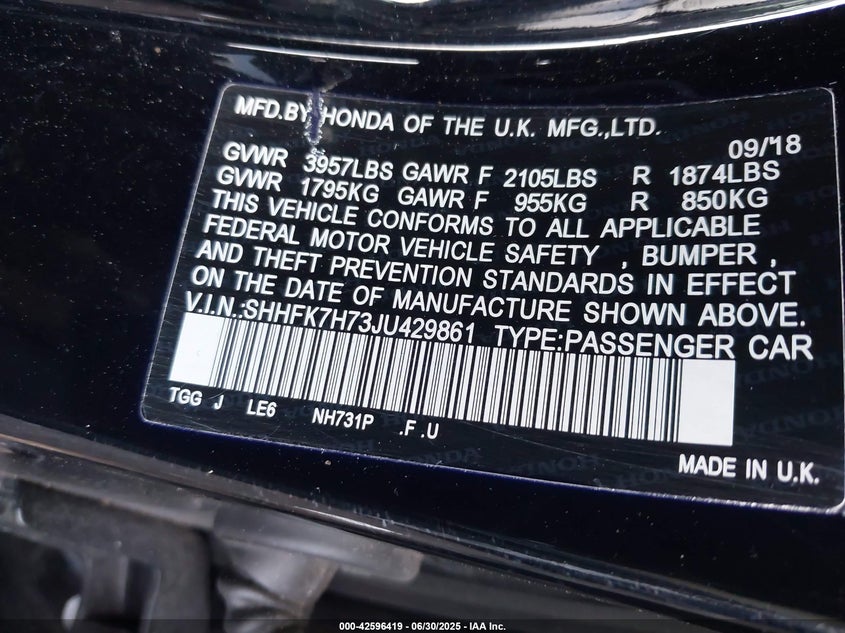 MFD.BY HONDA OF THE U.K. MFG.,LTD.
09/'18
GVWR 3957LBS GAWR F 2105LBS R 1874LBS
GVWR 1795KG GAWR F 955KG R 850KG
THIS VEHICLE CONFORMS TO ALL APPLICABLE
FEDERAL MOTOR VEHICLE SAFETY , BUMPER ,
AND THEFT PREVENTION STANDARDS IN EFFECT
ON THE DATE OF MANUFACTURE SHOWN ABOVE.
V.I.N.:SHHFK7H73JU429861 TYPE:PASSENGER CAR
TGG J LE6 NH731P .F .U
MADE IN U.K.
000-42596419 - 06/30/2025 - IAA Inc.